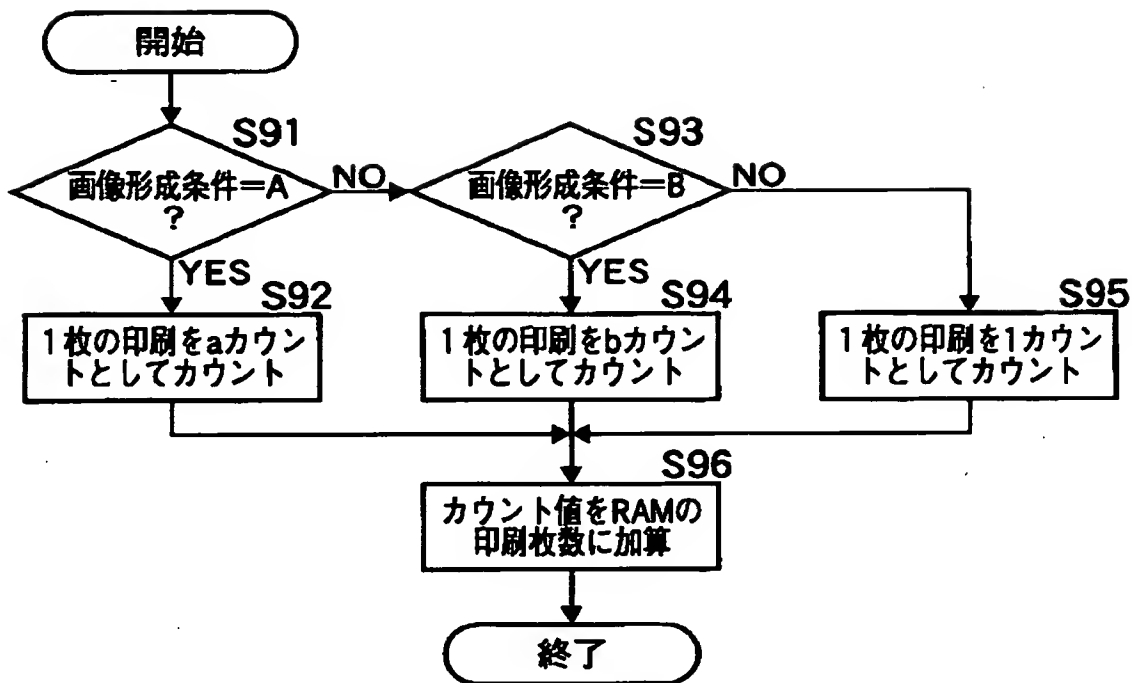 開始
S91
画像形成条件=A
?
NO
YES
S93
画像形成条件=B
?
NO
YES
S92
1枚の印刷をaカウン
トとしてカウント
S94
1枚の印刷をbカウン
トとしてカウント
S95
1枚の印刷を1カウン
トとしてカウント
S96
カウント値をRAMの
印刷枚数に加算
終了